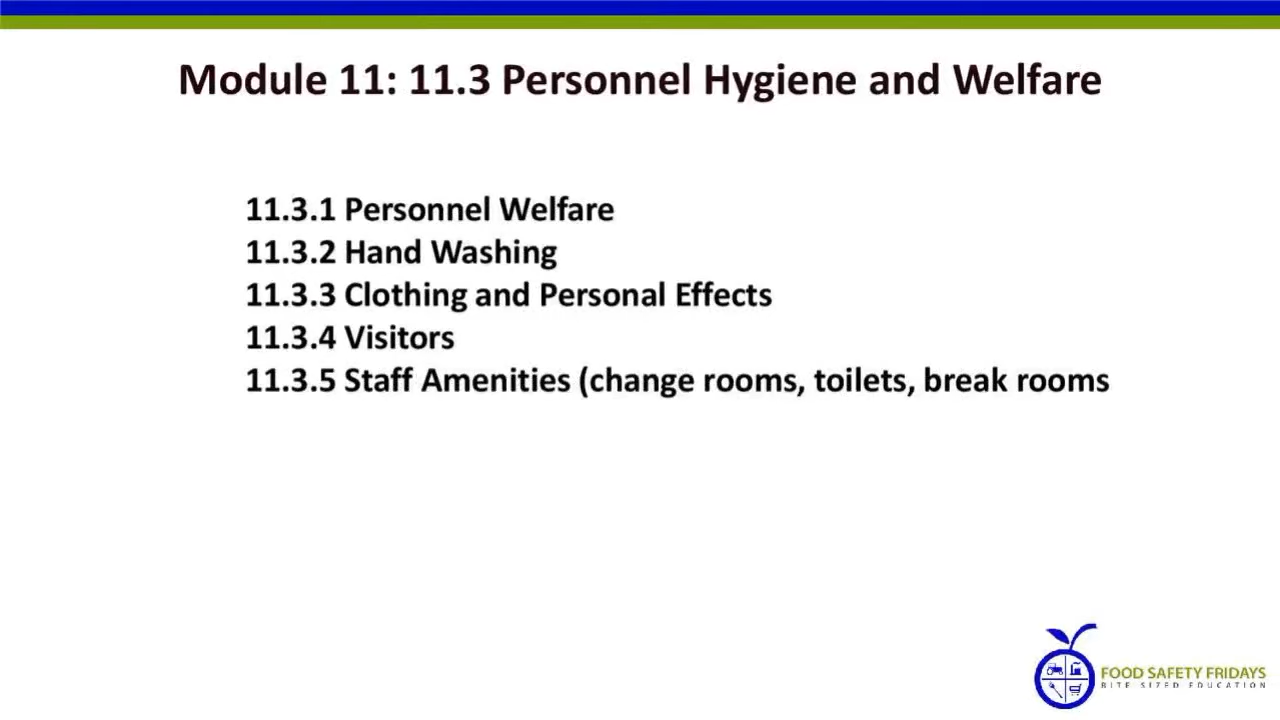 Module 11: 11.3 Personnel Hygiene and Welfare
11.3.1 Personnel Welfare
11.3.2 Hand Washing
11.3.3 Clothing and Personal Effects
11.3.4 Visitors
11.3.5 Staff Amenities (change rooms, toilets, break rooms
FOOD SAFETY FRIDAYS
BITE SIZED EDUCATION